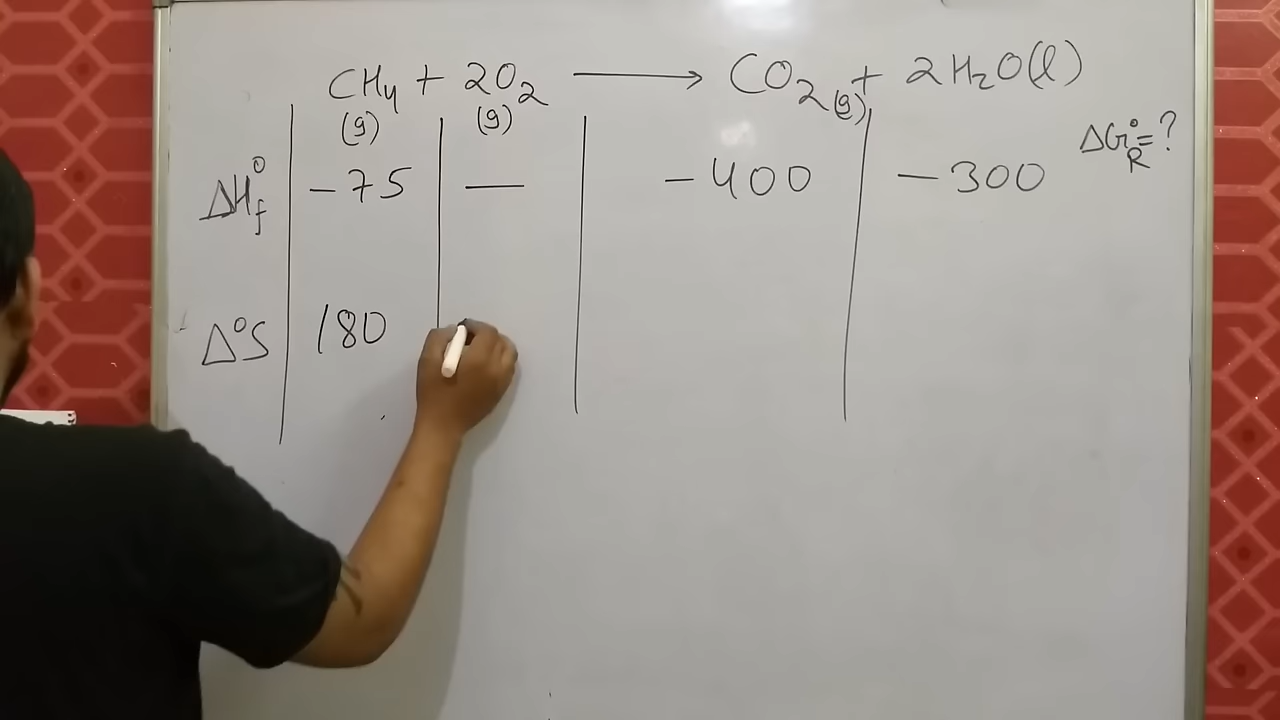 CH₄ + 2O₂ ⟶ CO₂(g) + 2H₂O(l)
(g) (g)
ΔG°R = ?
ΔH°f -75 — -400 -300
Δ°S 180